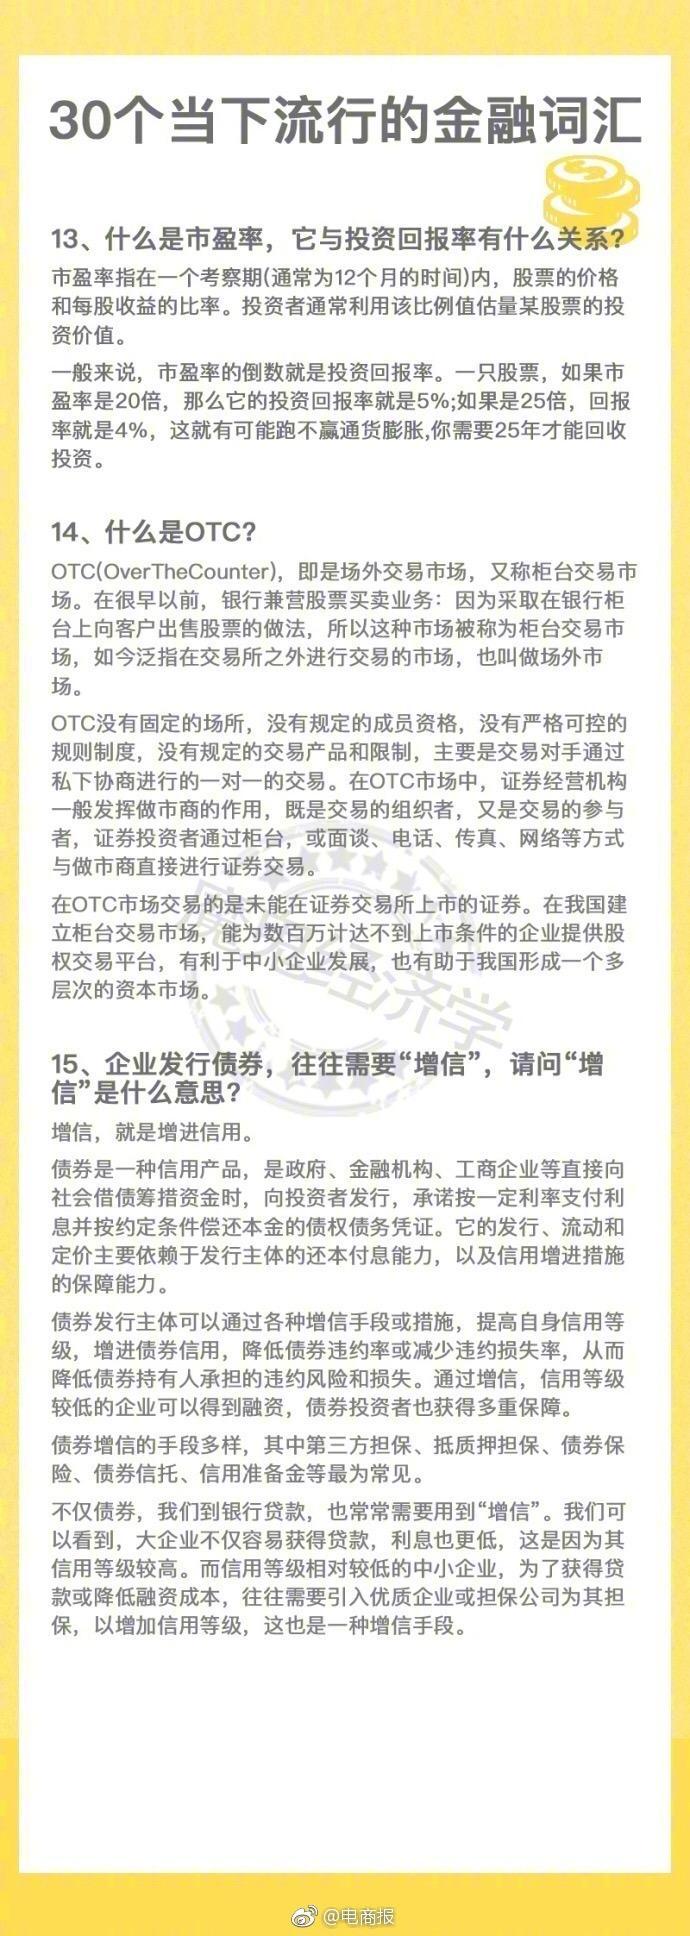 30个当下流行的金融词汇
13、什么是市盈率，它与投资回报率有什么关系?
市盈率指在一个考察期(通常为12个月的时间)内，股票的价格
和每股收益的比率。投资者通常利用该比例值估量某股票的投
资价值。
一般来说，市盈率的倒数就是投资回报率。一只股票，如果市
盈率是20倍，那么它的投资回报率就是5%;如果是25倍，回报
率就是4%，这就有可能跑不赢通货膨胀,你需要25年才能回收
投资。
14、什么是OTC?
OTC(OverTheCounter)，即是场外交易市场，又称柜台交易市
场。在很早以前，银行兼营股票买卖业务：因为采取在银行柜
台上向客户出售股票的做法，所以这种市场被称为柜台交易市
场，如今泛指在交易所之外进行交易的市场，也叫做场外市
场。
OTC没有固定的场所，没有规定的成员资格，没有严格可控的
规则制度，没有规定的交易产品和限制，主要是交易对手通过
私下协商进行的一对一的交易。在OTC市场中，证券经营机构
一般发挥做市商的作用，既是交易的组织者，又是交易的参与
者，证券投资者通过柜台，或面谈、电话、传真、网络等方式
与做市商直接进行证券交易。
在OTC市场交易的是未能在证券交易所上市的证券。在我国建
立柜台交易市场，能为数百万计达不到上市条件的企业提供股
权交易平台，有利于中小企业发展，也有助于我国形成一个多
层次的资本市场。
15、企业发行债券，往往需要“增信”，请问“增
信”是什么意思?
增信，就是增进信用。
债券是一种信用产品，是政府、金融机构、工商企业等直接向
社会借债筹措资金时，向投资者发行，承诺按一定利率支付利
息并按约定条件偿还本金的债权债务凭证。它的发行、流动和
定价主要依赖于发行主体的还本付息能力，以及信用增进措施
的保障能力。
债券发行主体可以通过各种增信手段或措施，提高自身信用等
级，增进债券信用，降低债券违约率或减少违约损失率，从而
降低债券持有人承担的违约风险和损失。通过增信，信用等级
较低的企业可以得到融资，债券投资者也获得多重保障。
债券增信的手段多样，其中第三方担保、抵质押担保、债券保
险、债券信托、信用准备金等最为常见。
不仅债券，我们到银行贷款，也常常需要用到“增信”。我们可
以看到，大企业不仅容易获得贷款，利息也更低，这是因为其
信用等级较高。而信用等级相对较低的中小企业，为了获得贷
款或降低融资成本，往往需要引入优质企业或担保公司为其担
保，以增加信用等级，这也是一种增信手段。
经济学
@电商报